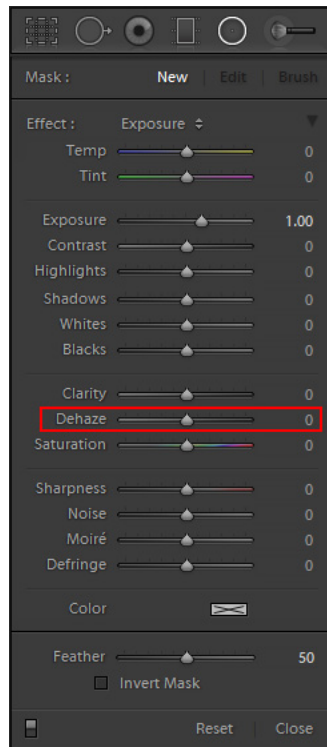 Mask : New | Edit | Brush
Effect : Exposure
Temp 0
Tint 0
Exposure 1.00
Contrast 0
Highlights 0
Shadows 0
Whites 0
Blacks 0
Clarity 0
Dehaze 0
Saturation 0
Sharpness 0
Noise 0
Moiré 0
Defringe 0
Color
Feather 50
Invert Mask
Reset | Close